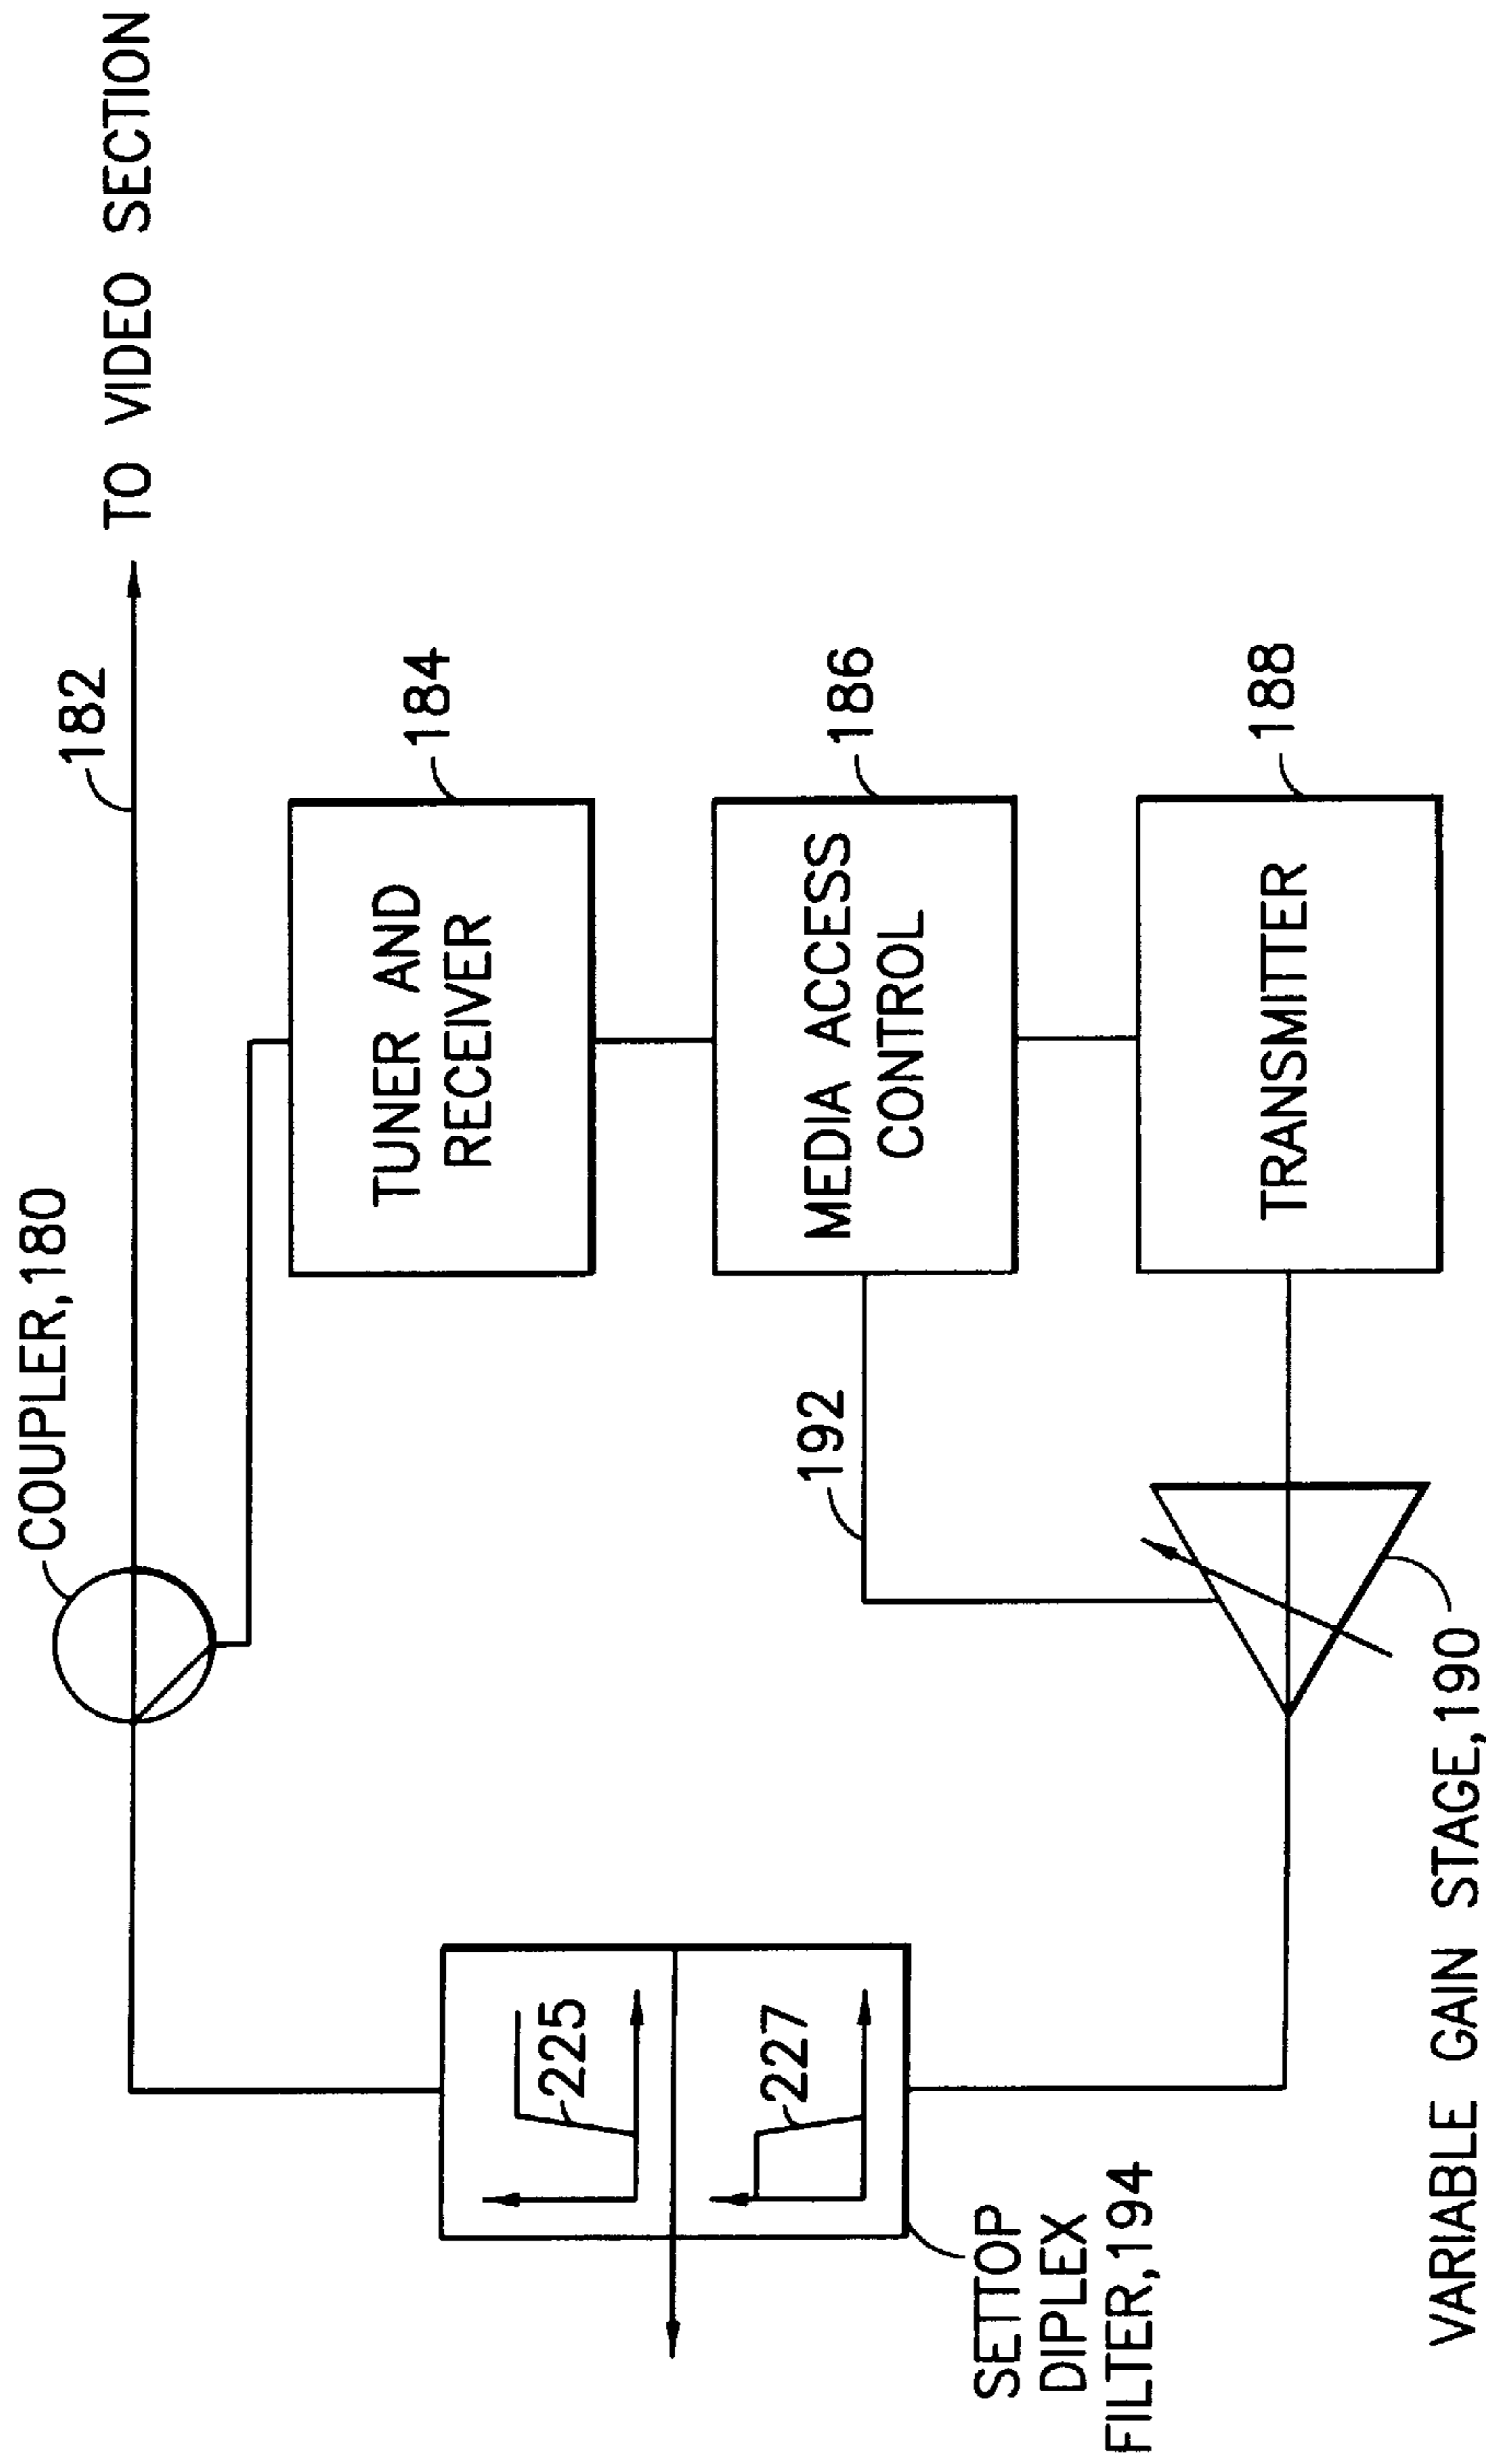 COUPLER,180
182
TO VIDEO SECTION
TUNER AND
RECEIVER
184
225
192
MEDIA ACCESS
CONTROL
186
227
SETTOP
DIPLEX
FILTER,194
TRANSMITTER
188
VARIABLE GAIN STAGE,190